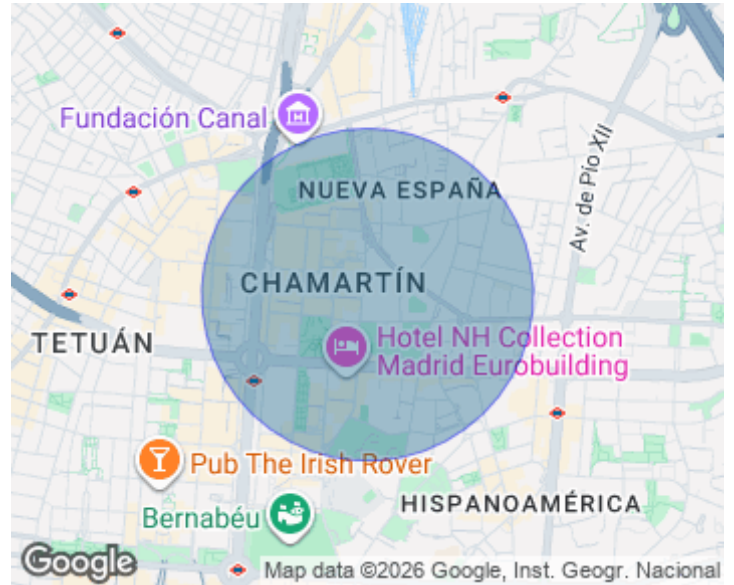 Fundación Canal
NUEVA ESPAÑA
Av. de Pío XII
CHAMARTÍN
TETUÁN
Hotel NH Collection
Madrid Eurobuilding
Pub The Irish Rover
Bernabéu
HISPANOAMÉRICA
Google
Map data ©2026 Google, Inst. Geogr. Nacional